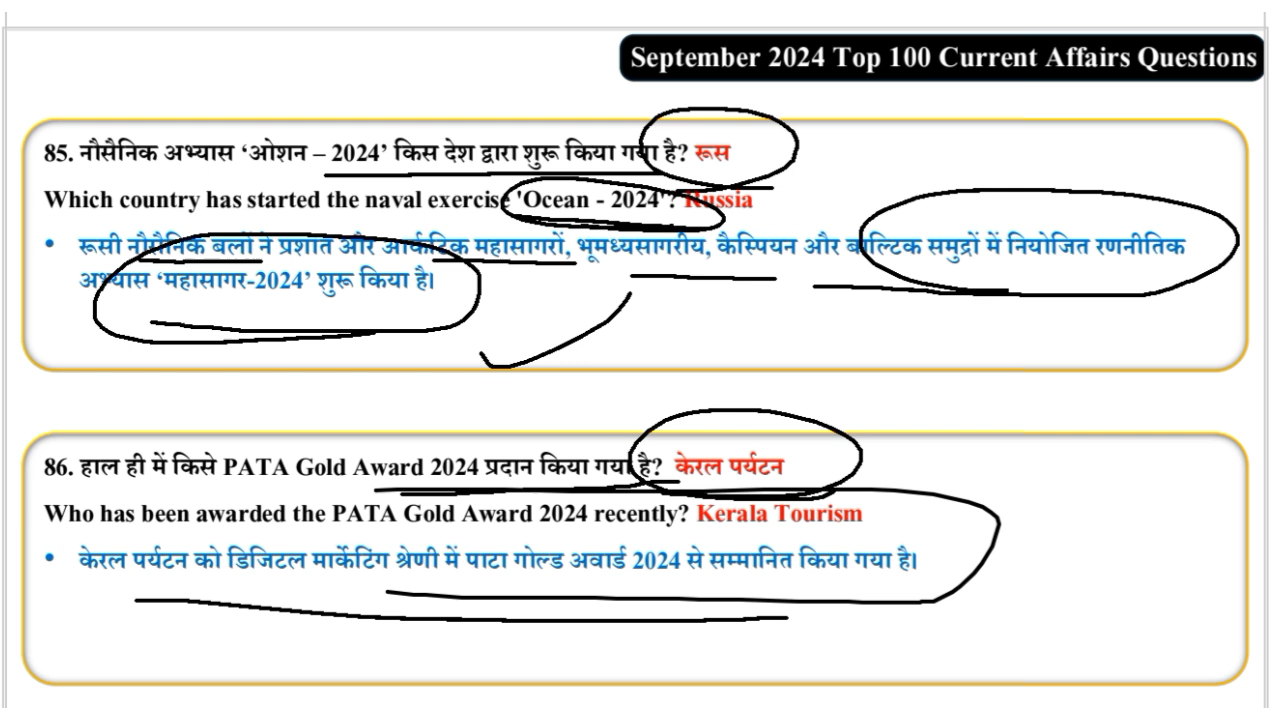 September 2024 Top 100 Current Affairs Questions
85. नौसैनिक अभ्यास ‘ओशन – 2024’ किस देश द्वारा शुरू किया गया है? रूस
Which country has started the naval exercise 'Ocean - 2024'? Russia
• रूसी नौसैनिक बलों ने प्रशांत और आर्कटिक महासागरों, भूमध्यसागरीय, कैस्पियन और बाल्टिक समुद्रों में नियोजित रणनीतिक
अभ्यास ‘महासागर-2024’ शुरू किया है।
86. हाल ही में किसे PATA Gold Award 2024 प्रदान किया गया है? केरल पर्यटन
Who has been awarded the PATA Gold Award 2024 recently? Kerala Tourism
• केरल पर्यटन को डिजिटल मार्केटिंग श्रेणी में पाटा गोल्ड अवार्ड 2024 से सम्मानित किया गया है।